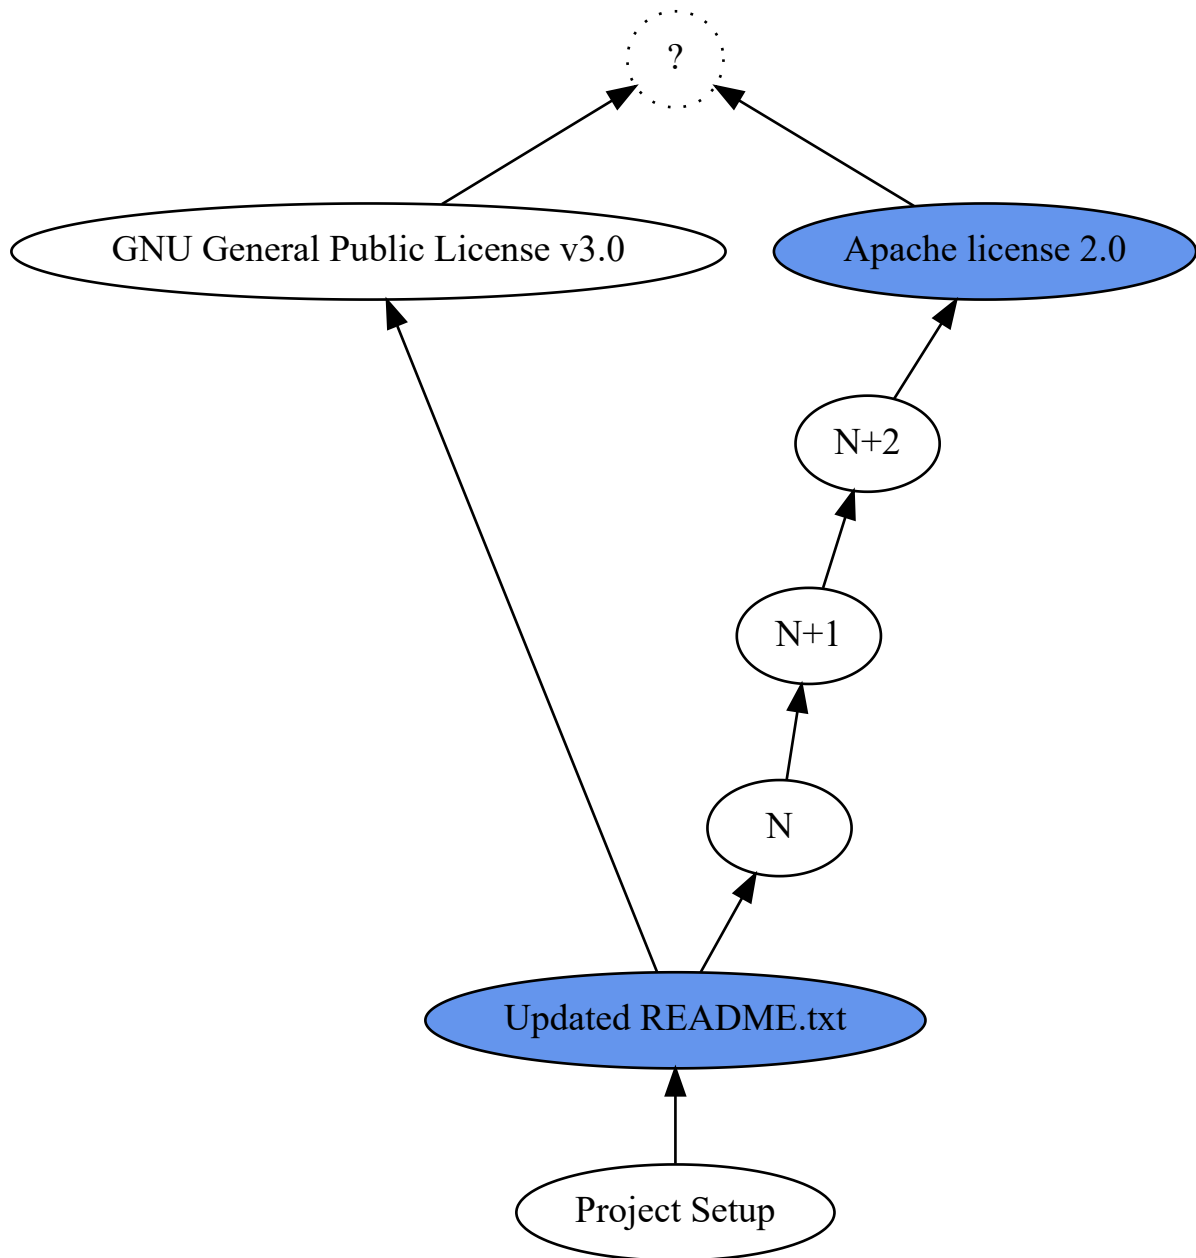 ?
GNU General Public License v3.0
Apache license 2.0
N+2
N+1
N
Updated README.txt
Project Setup